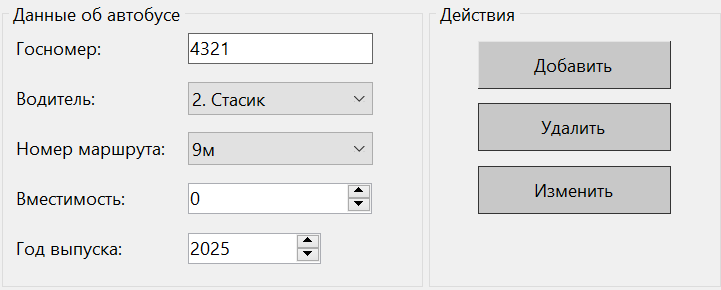 Данные об автобусе
Госномер: 4321
Водитель: 2. Стасик
Номер маршрута: 9м
Вместимость: 0
Год выпуска: 2025
Действия
Добавить
Удалить
Изменить